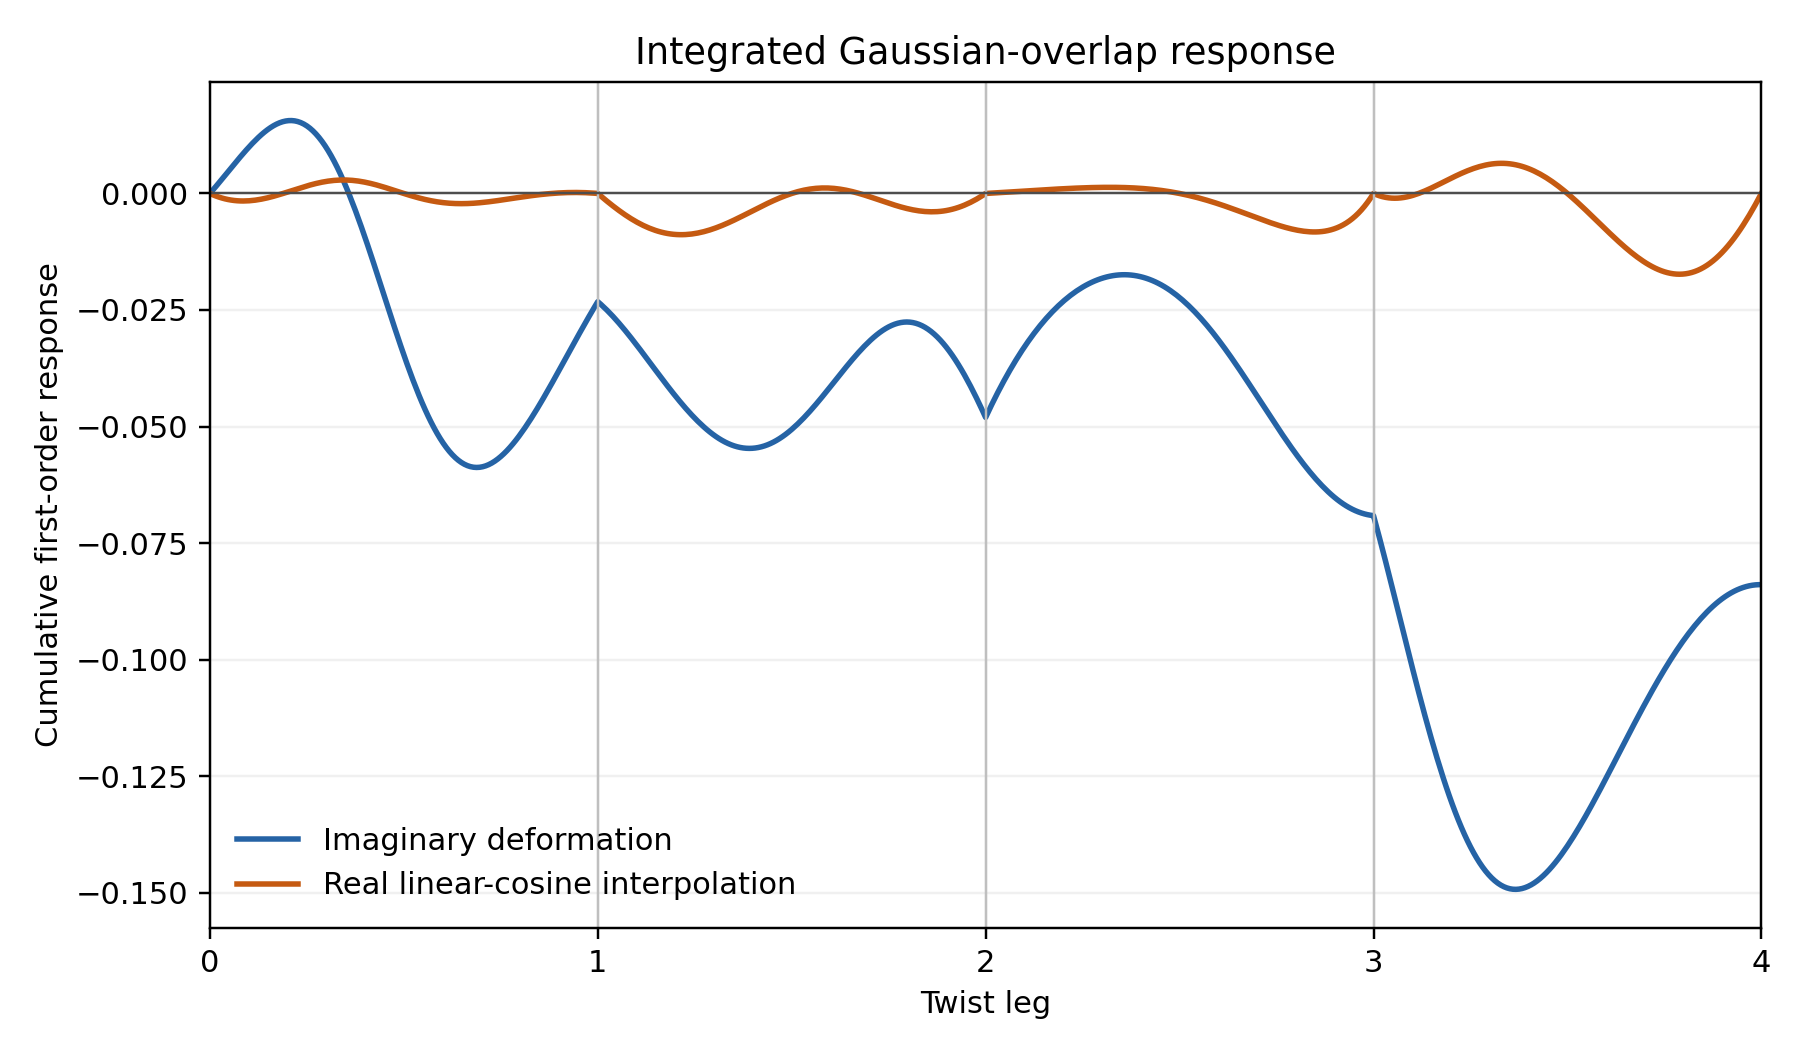 Integrated Gaussian-overlap response
Cumulative first-order response
0.000
−0.025
−0.050
−0.075
−0.100
−0.125
−0.150
Imaginary deformation
Real linear-cosine interpolation
0 1 2 3 4
Twist leg